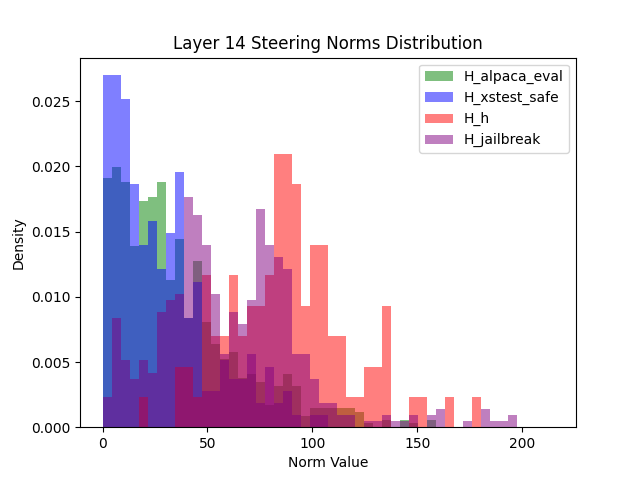 Layer 14 Steering Norms Distribution
H_alpaca_eval
H_xstest_safe
H_h
H_jailbreak
0.025
0.020
0.015
0.010
0.005
0.000
Density
0
50
100
150
200
Norm Value